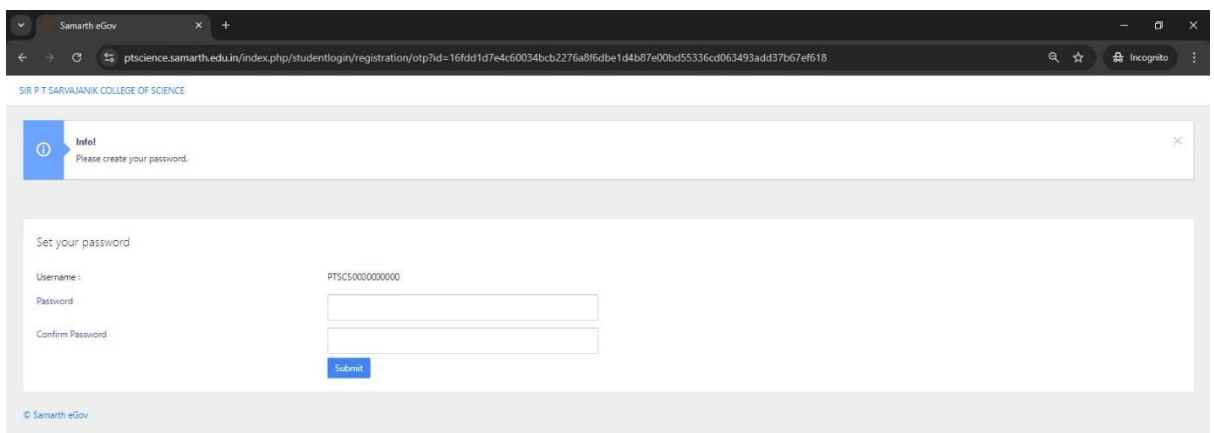 Samarth eGov
ptscience.samarth.edu.in/index.php/studentlogin/registration/otp?id=16fdd1d7e4c60034bcb2276a8f6dbe1d4b87e00bd55336cd063493add37b67ef618
Incognito
SIR P T SARVAJANIK COLLEGE OF SCIENCE
Info!
Please create your password.
Set your password
Username : PTSCS0000000000
Password
Confirm Password
Submit
© Samarth eGov